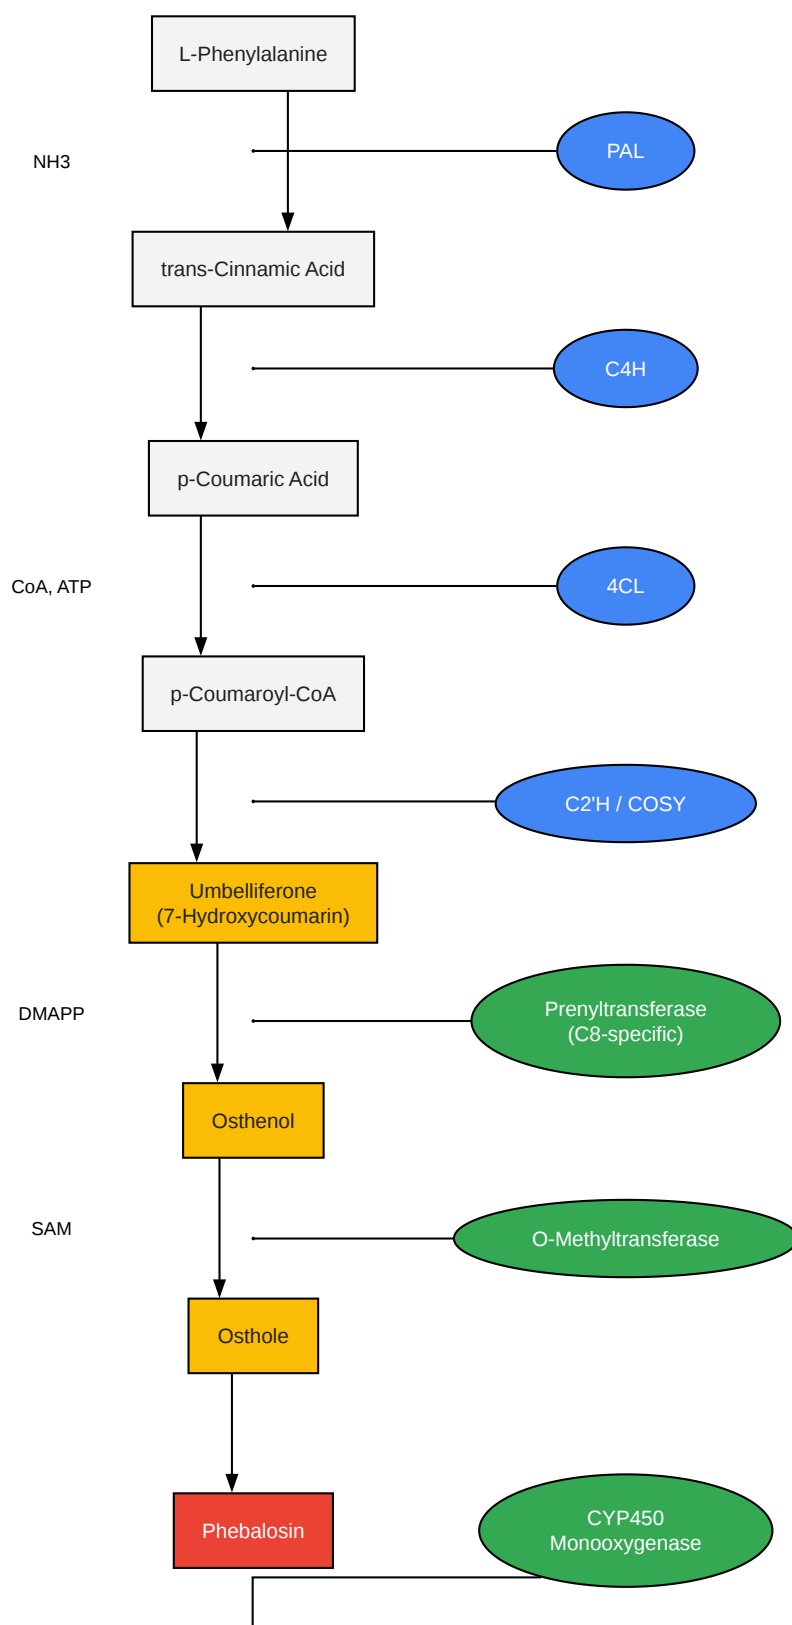 L-Phenylalanine
NH3
PAL
trans-Cinnamic Acid
C4H
p-Coumaric Acid
CoA, ATP
4CL
p-Coumaroyl-CoA
C2'H / COSY
Umbelliferone
(7-Hydroxycoumarin)
DMAPP
Prenyltransferase
(C8-specific)
Osthenol
SAM
O-Methyltransferase
Osthole
Phebalosin
CYP450
Monooxygenase